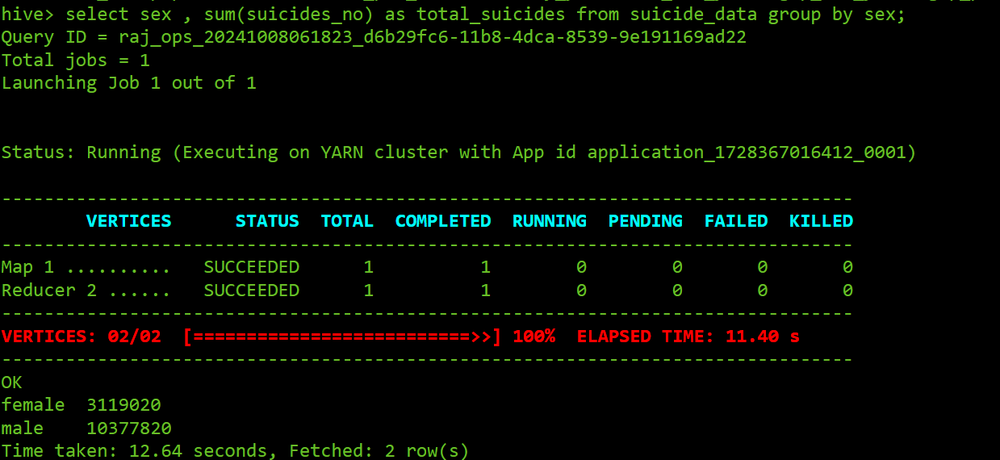 hive> select sex , sum(suicides_no) as total_suicides from suicide_data group by sex;
Query ID = raj_ops_20241008061823_d6b29fc6-11b8-4dca-8539-9e191169ad22
Total jobs = 1
Launching Job 1 out of 1
Status: Running (Executing on YARN cluster with App id application_1728367016412_0001)
--------------------------------------------------------------------------------
VERTICES STATUS TOTAL COMPLETED RUNNING PENDING FAILED KILLED
--------------------------------------------------------------------------------
Map 1 .......... SUCCEEDED 1 1 0 0 0 0
Reducer 2 ...... SUCCEEDED 1 1 0 0 0 0
--------------------------------------------------------------------------------
VERTICES: 02/02 [==========================>>] 100% ELAPSED TIME: 11.40 s
--------------------------------------------------------------------------------
OK
female 3119020
male 10377820
Time taken: 12.64 seconds, Fetched: 2 row(s)